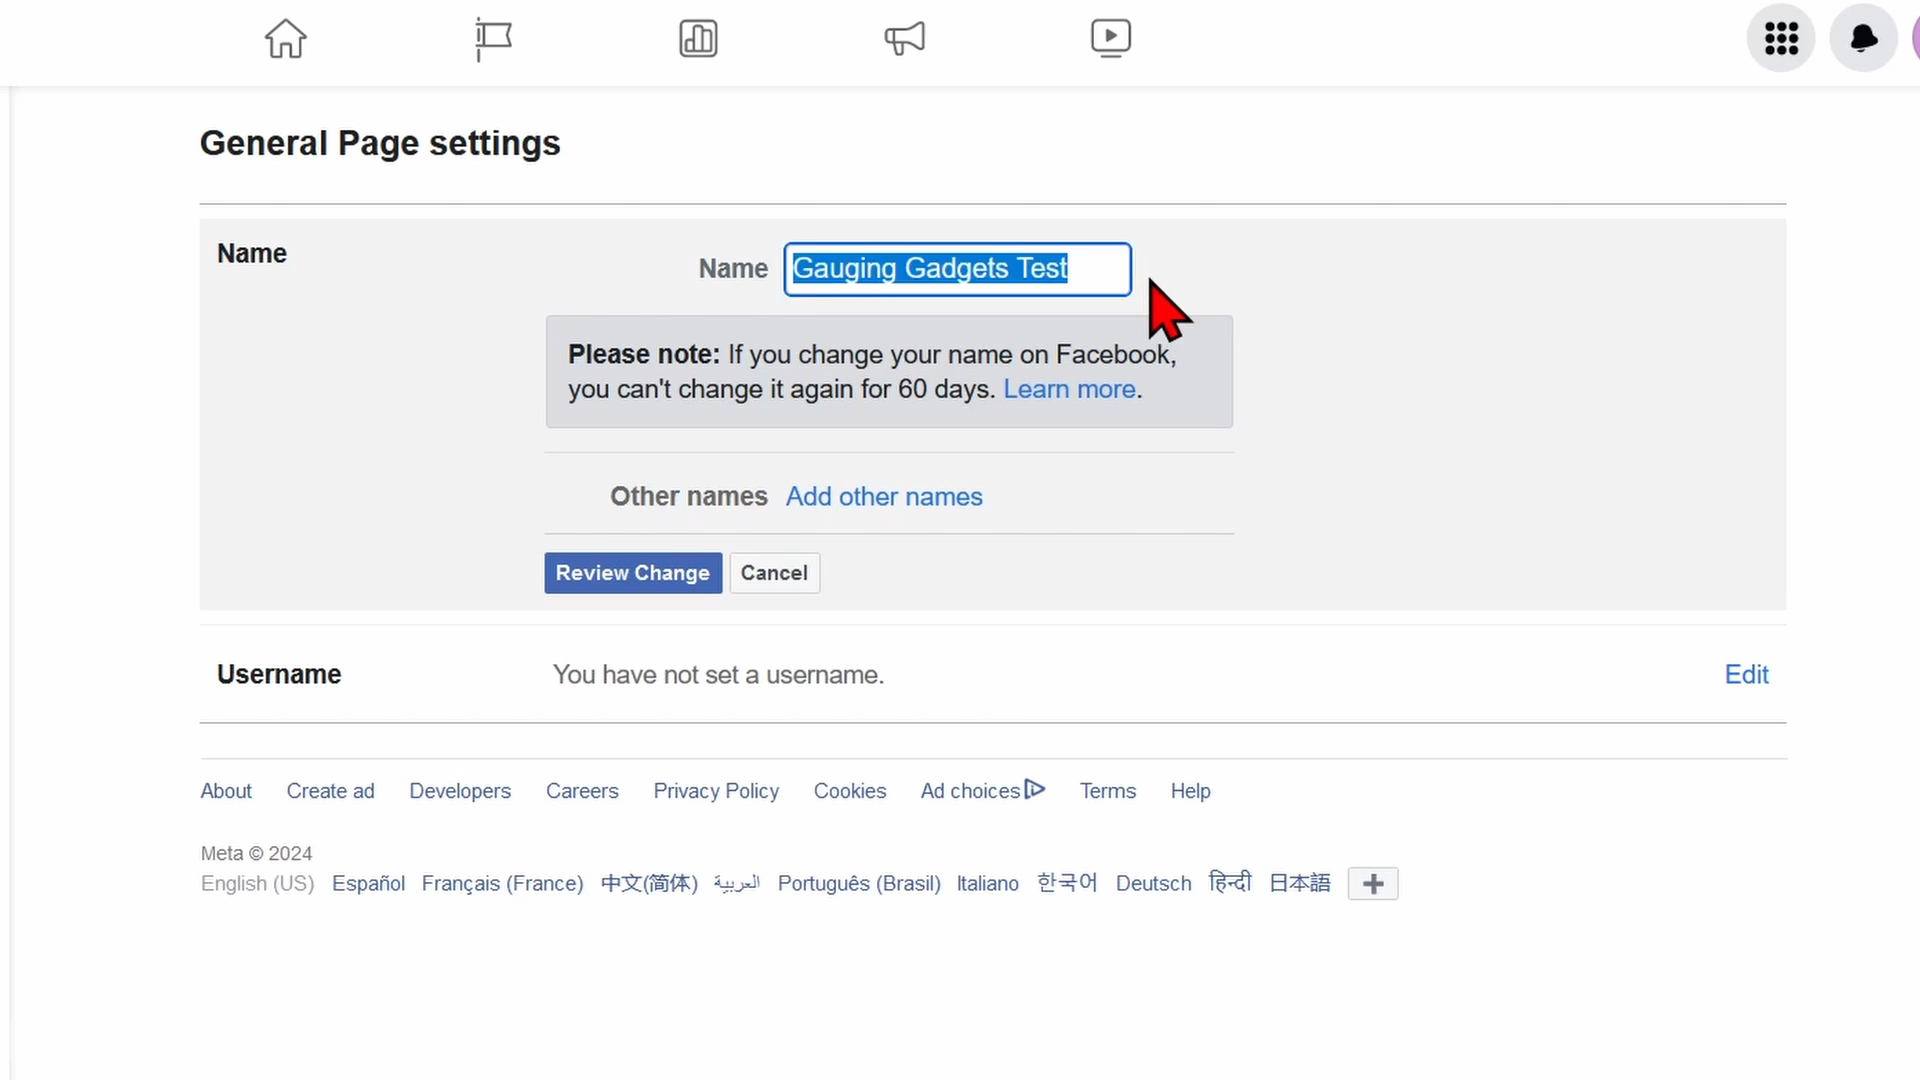 General Page settings
Name
Name Gauging Gadgets Test
Please note: If you change your name on Facebook,
you can't change it again for 60 days. Learn more.
Other names Add other names
Review Change Cancel
Username You have not set a username. Edit
About Create ad Developers Careers Privacy Policy Cookies Ad choices Terms Help
Meta © 2024
English (US) Español Français (France) 中文(简体) العربية Português (Brasil) Italiano 한국어 Deutsch हिन्दी 日本語